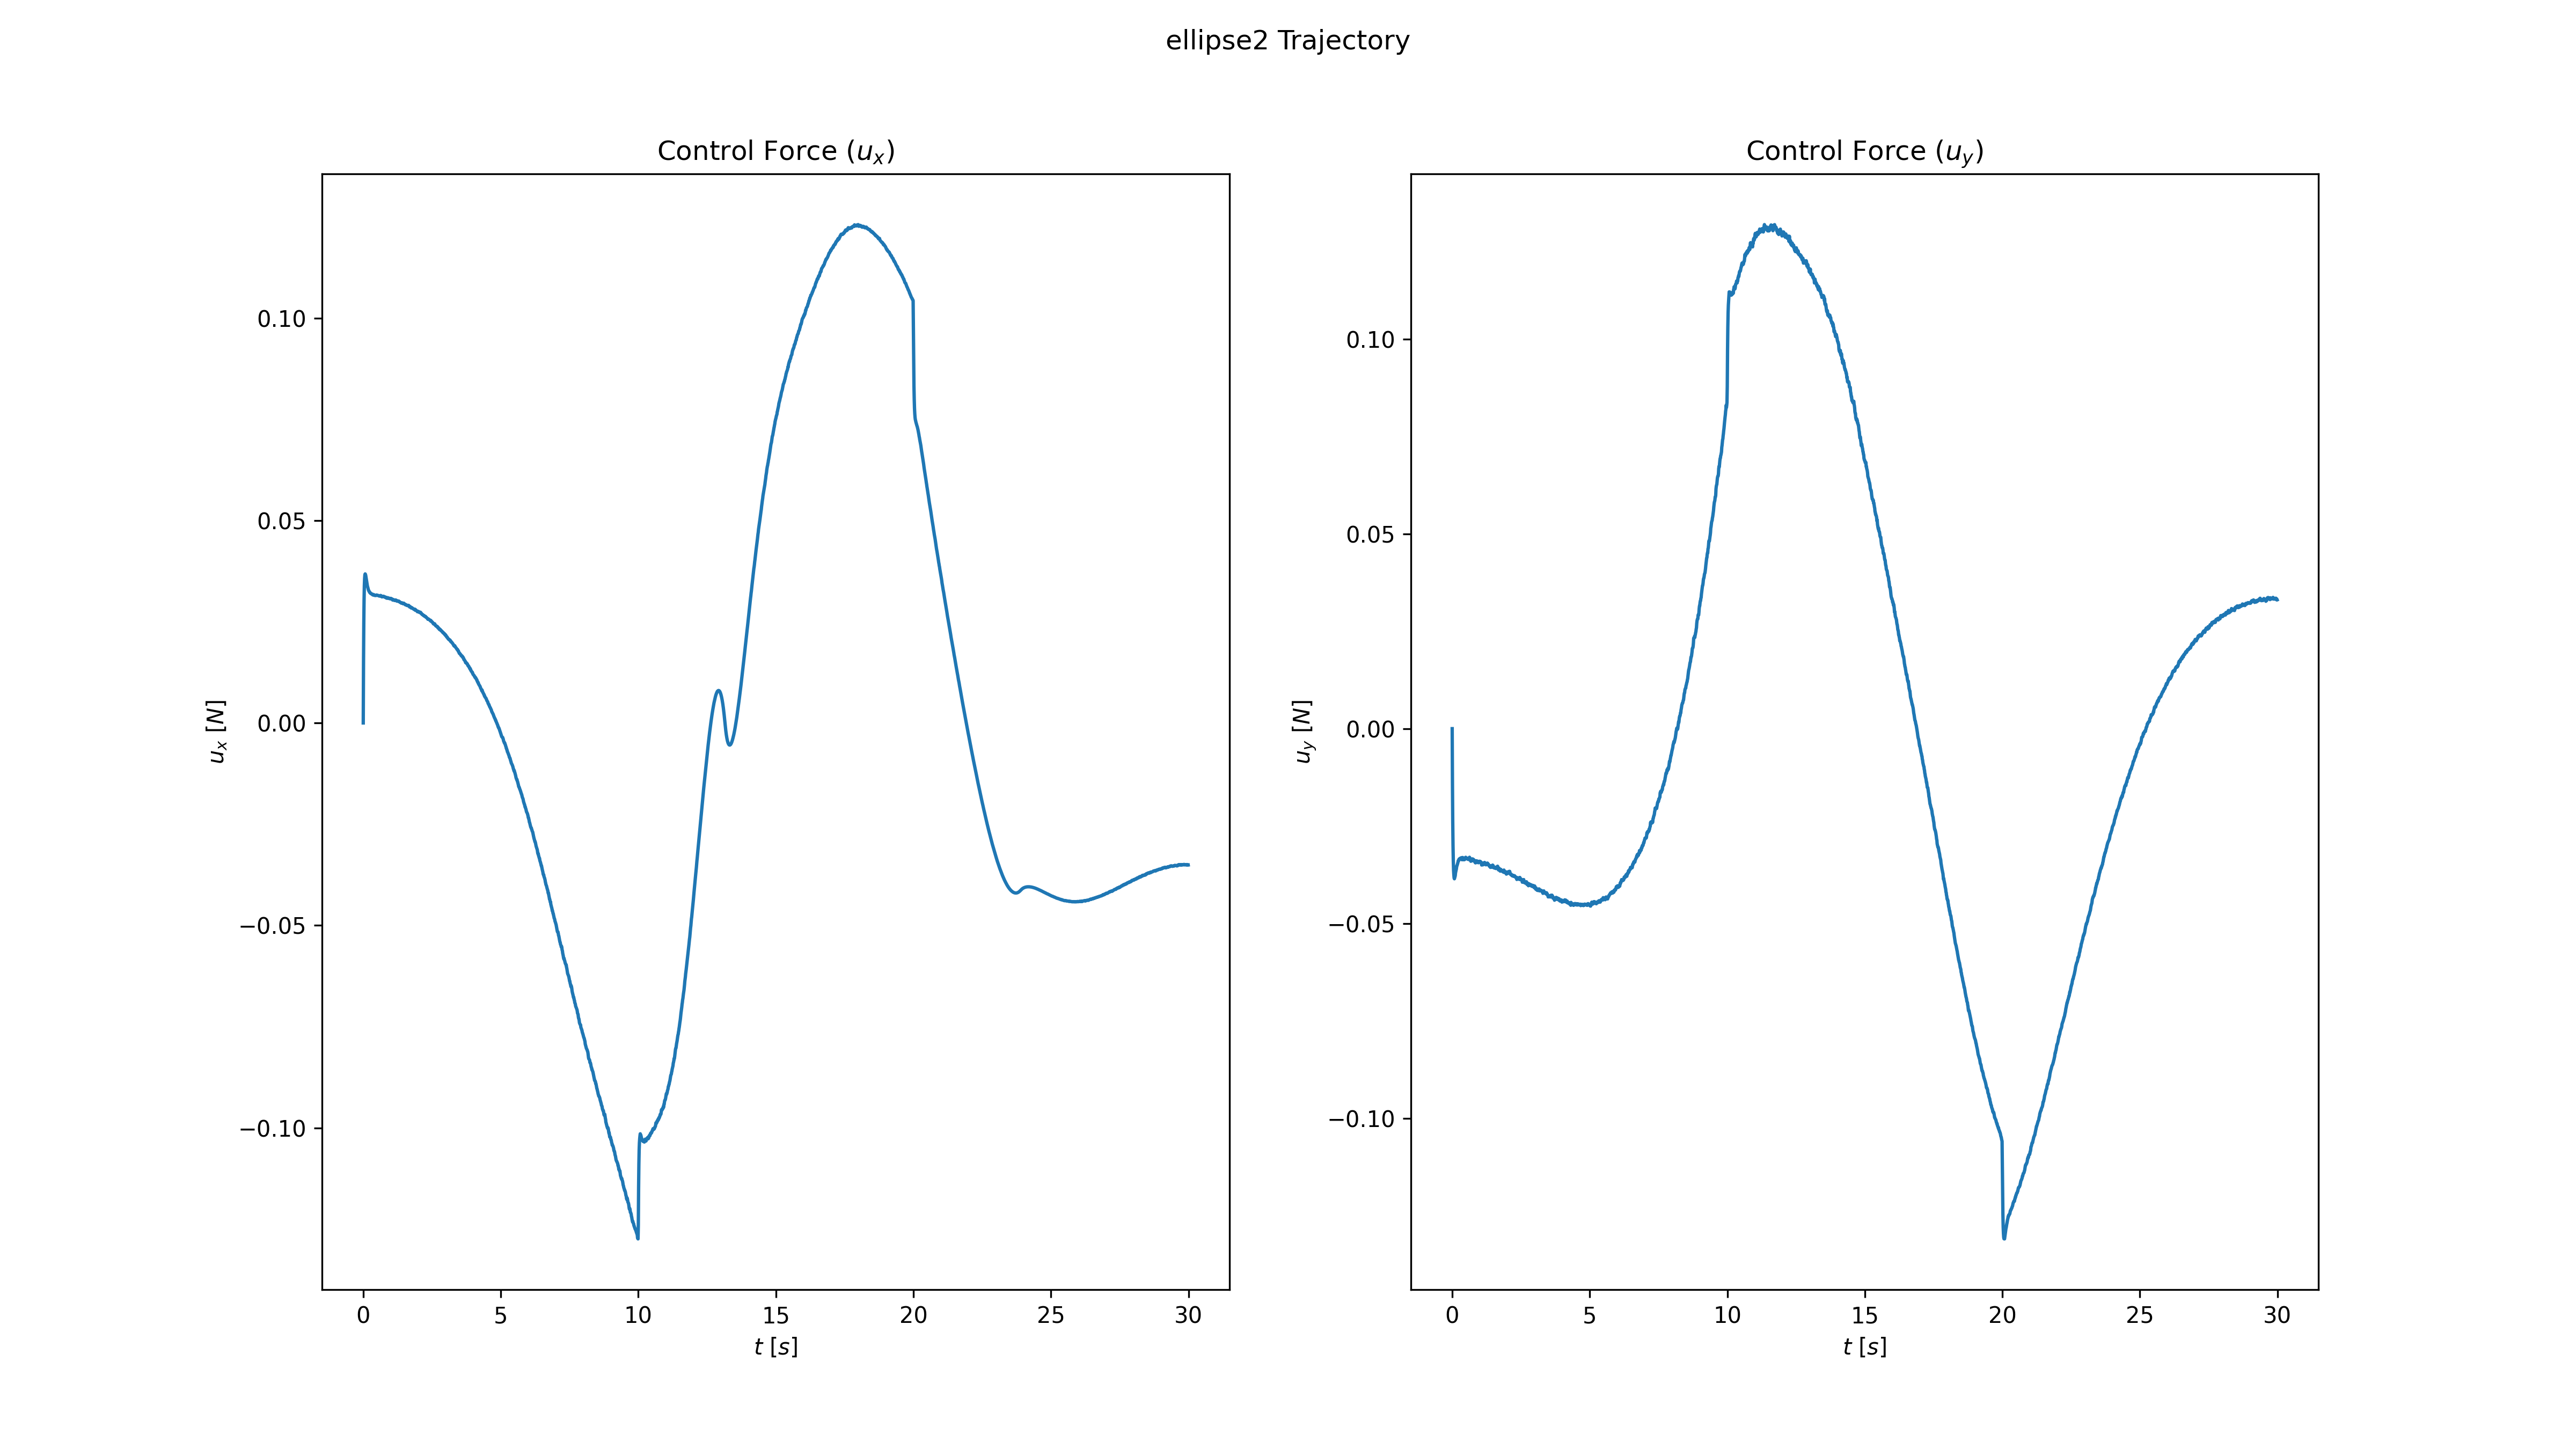 ellipse2 Trajectory
Control Force (u_x)
0.10
0.05
0.00
−0.05
−0.10
u_x [N]
0 5 10 15 20 25 30
t [s]
Control Force (u_y)
0.10
0.05
0.00
−0.05
−0.10
u_y [N]
0 5 10 15 20 25 30
t [s]